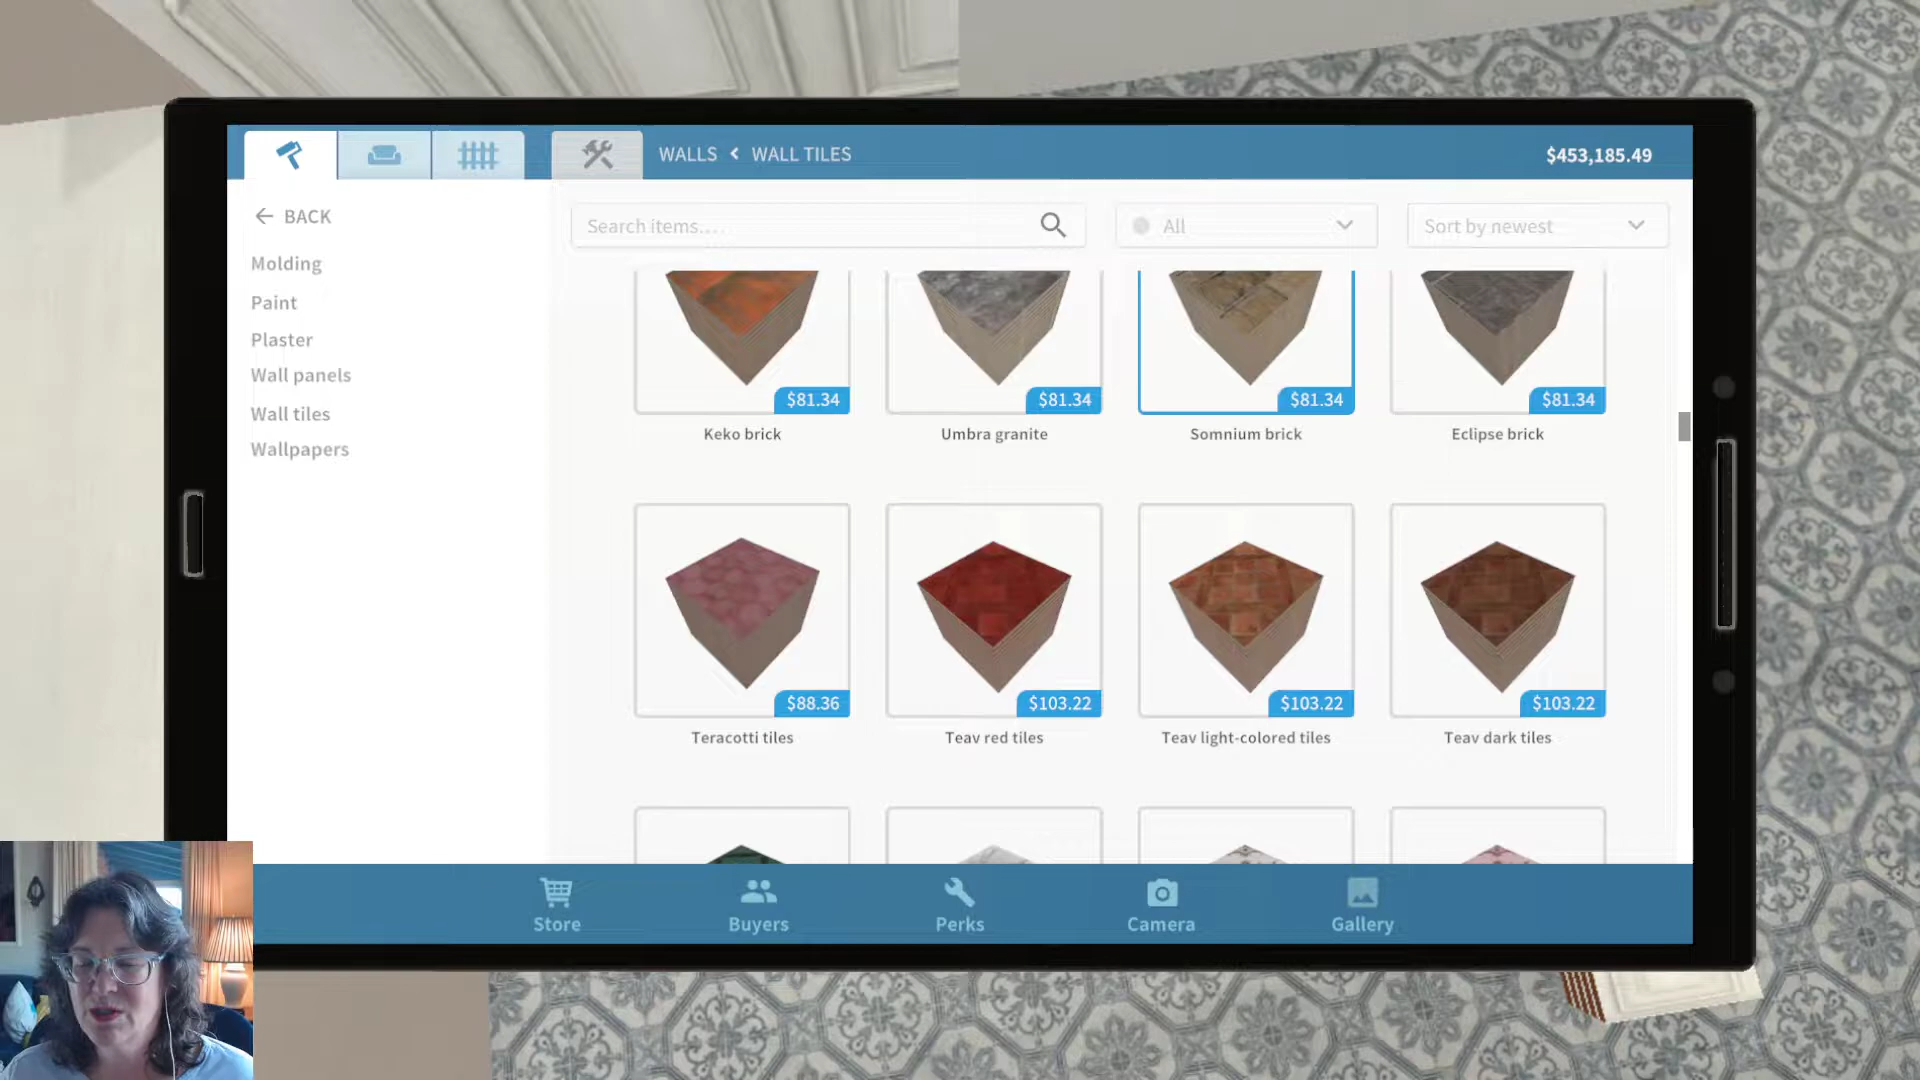 WALLS < WALL TILES
$453,185.49
BACK
Search items....
All
Sort by newest
Molding
Paint
Plaster
Wall panels
Wall tiles
Wallpapers
$81.34
$81.34
$81.34
$81.34
Keko brick
Umbra granite
Somnium brick
Eclipse brick
$88.36
$103.22
$103.22
$103.22
Teracotti tiles
Teav red tiles
Teav light-colored tiles
Teav dark tiles
Store
Buyers
Perks
Camera
Gallery